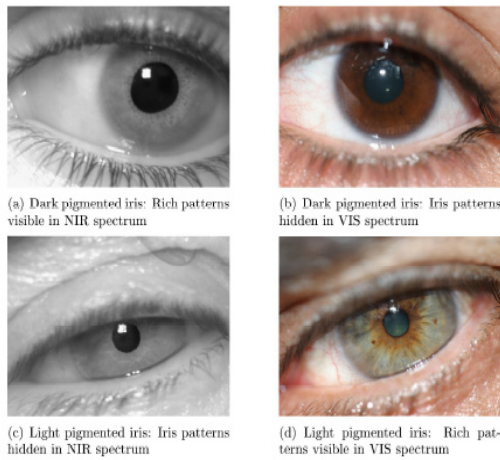 (a) Dark pigmented iris: Rich patterns
visible in NIR spectrum
(b) Dark pigmented iris: Iris patterns
hidden in VIS spectrum
(c) Light pigmented iris: Iris patterns
hidden in NIR spectrum
(d) Light pigmented iris: Rich pat-
terns visible in VIS spectrum